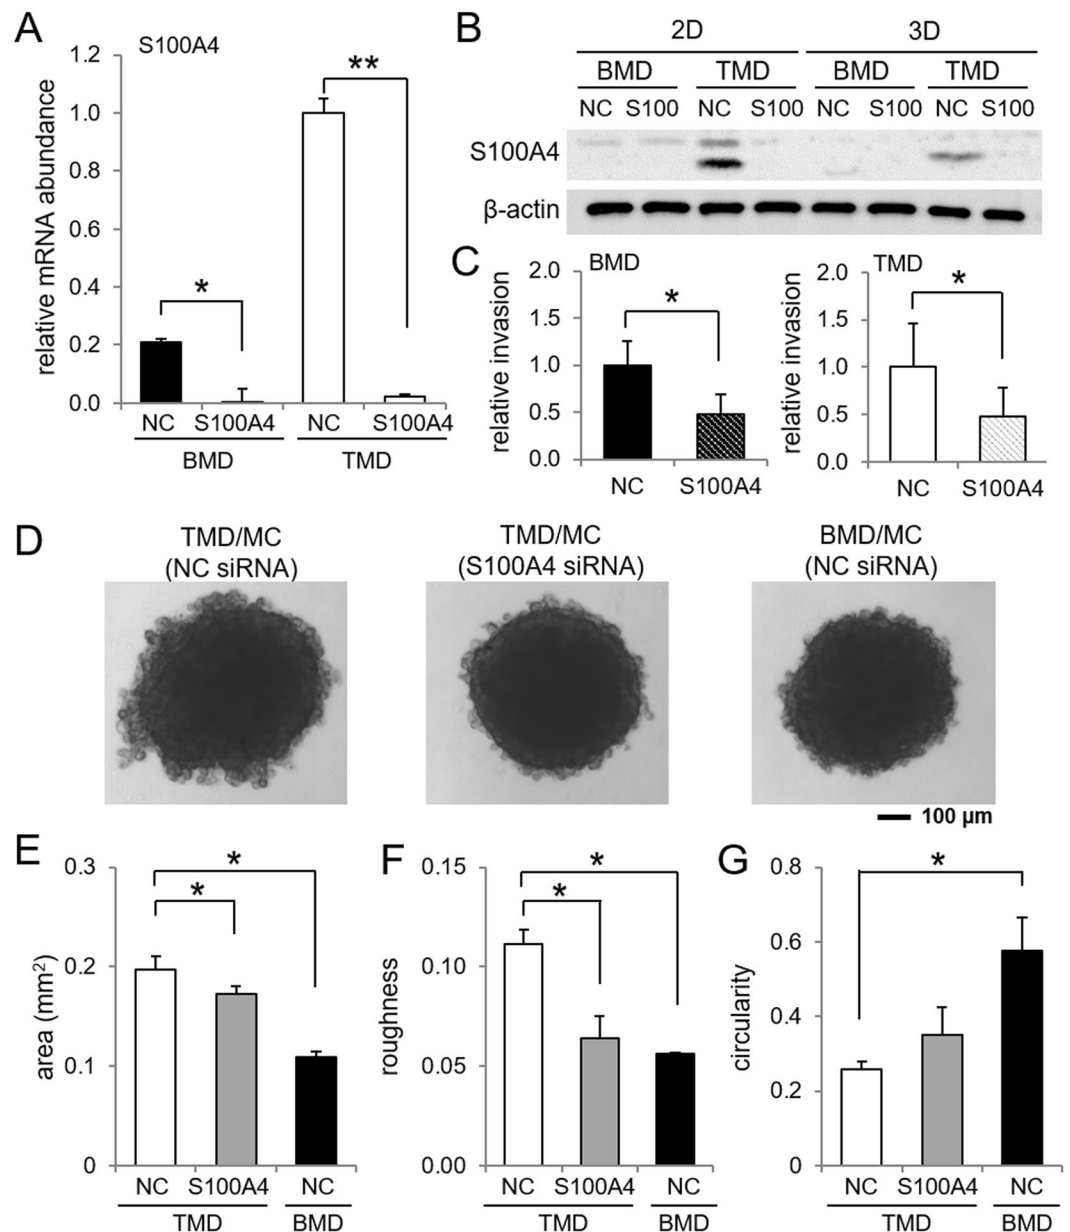 A
S100A4
relative mRNA abundance
1.2
1.0
0.8
0.6
0.4
0.2
0.0
*
**
NC S100A4 NC S100A4
BMD TMD
B
2D 3D
BMD TMD BMD TMD
NC S100 NC S100 NC S100 NC S100
S100A4
β-actin
C
BMD
relative invasion
2.0
1.5
1.0
0.5
0.0
*
NC S100A4
TMD
relative invasion
2.0
1.5
1.0
0.5
0.0
*
NC S100A4
D
TMD/MC
(NC siRNA)
TMD/MC
(S100A4 siRNA)
BMD/MC
(NC siRNA)
100 μm
E
area (mm²)
0.3
0.2
0.1
0
*
*
NC S100A4 NC
TMD BMD
F
roughness
0.15
0.10
0.05
0.00
*
*
NC S100A4 NC
TMD BMD
G
circularity
0.8
0.6
0.4
0.2
0
*
NC S100A4 NC
TMD BMD